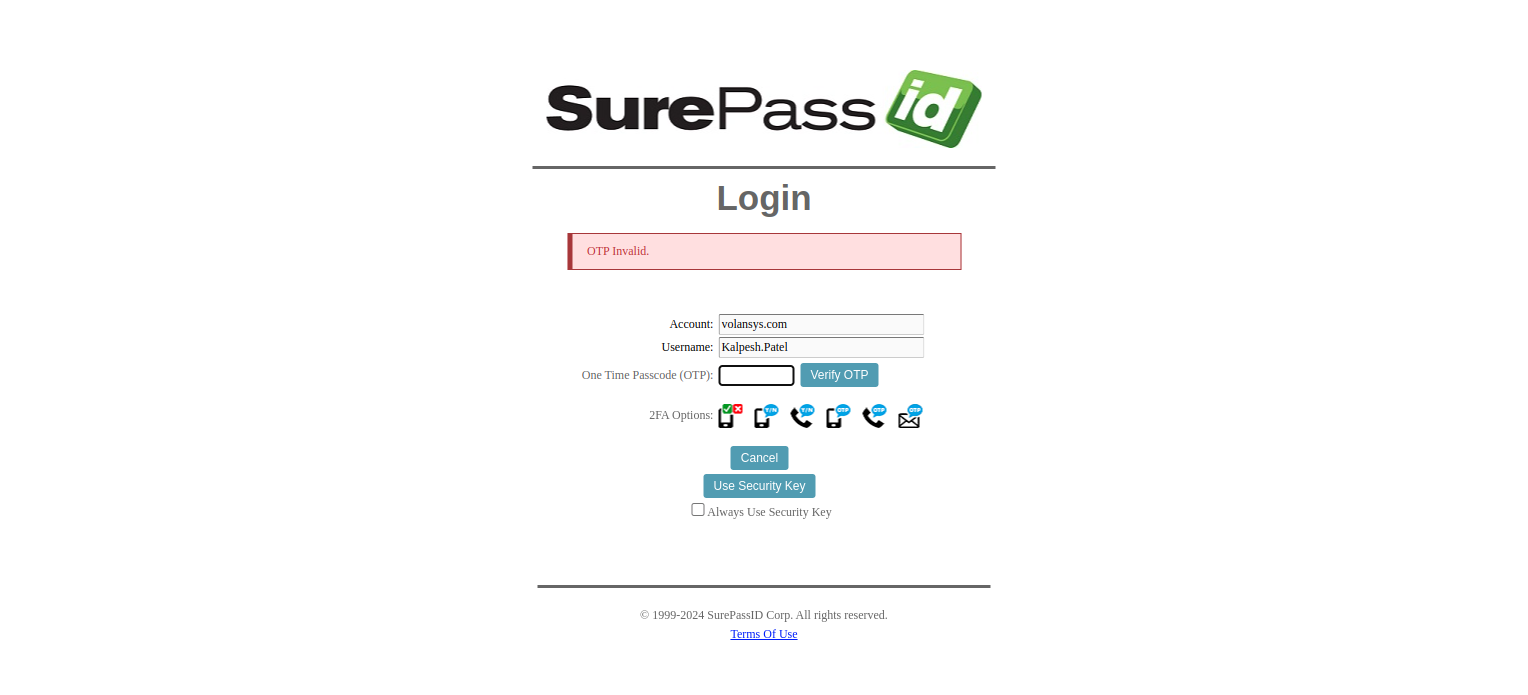 SurePass id
Login
OTP Invalid.
Account: volansys.com
Username: Kalpesh.Patel
One Time Passcode (OTP): Verify OTP
2FA Options: Y/N Y/N OTP OTP OTP
Cancel
Use Security Key
Always Use Security Key
© 1999-2024 SurePassID Corp. All rights reserved.
Terms Of Use